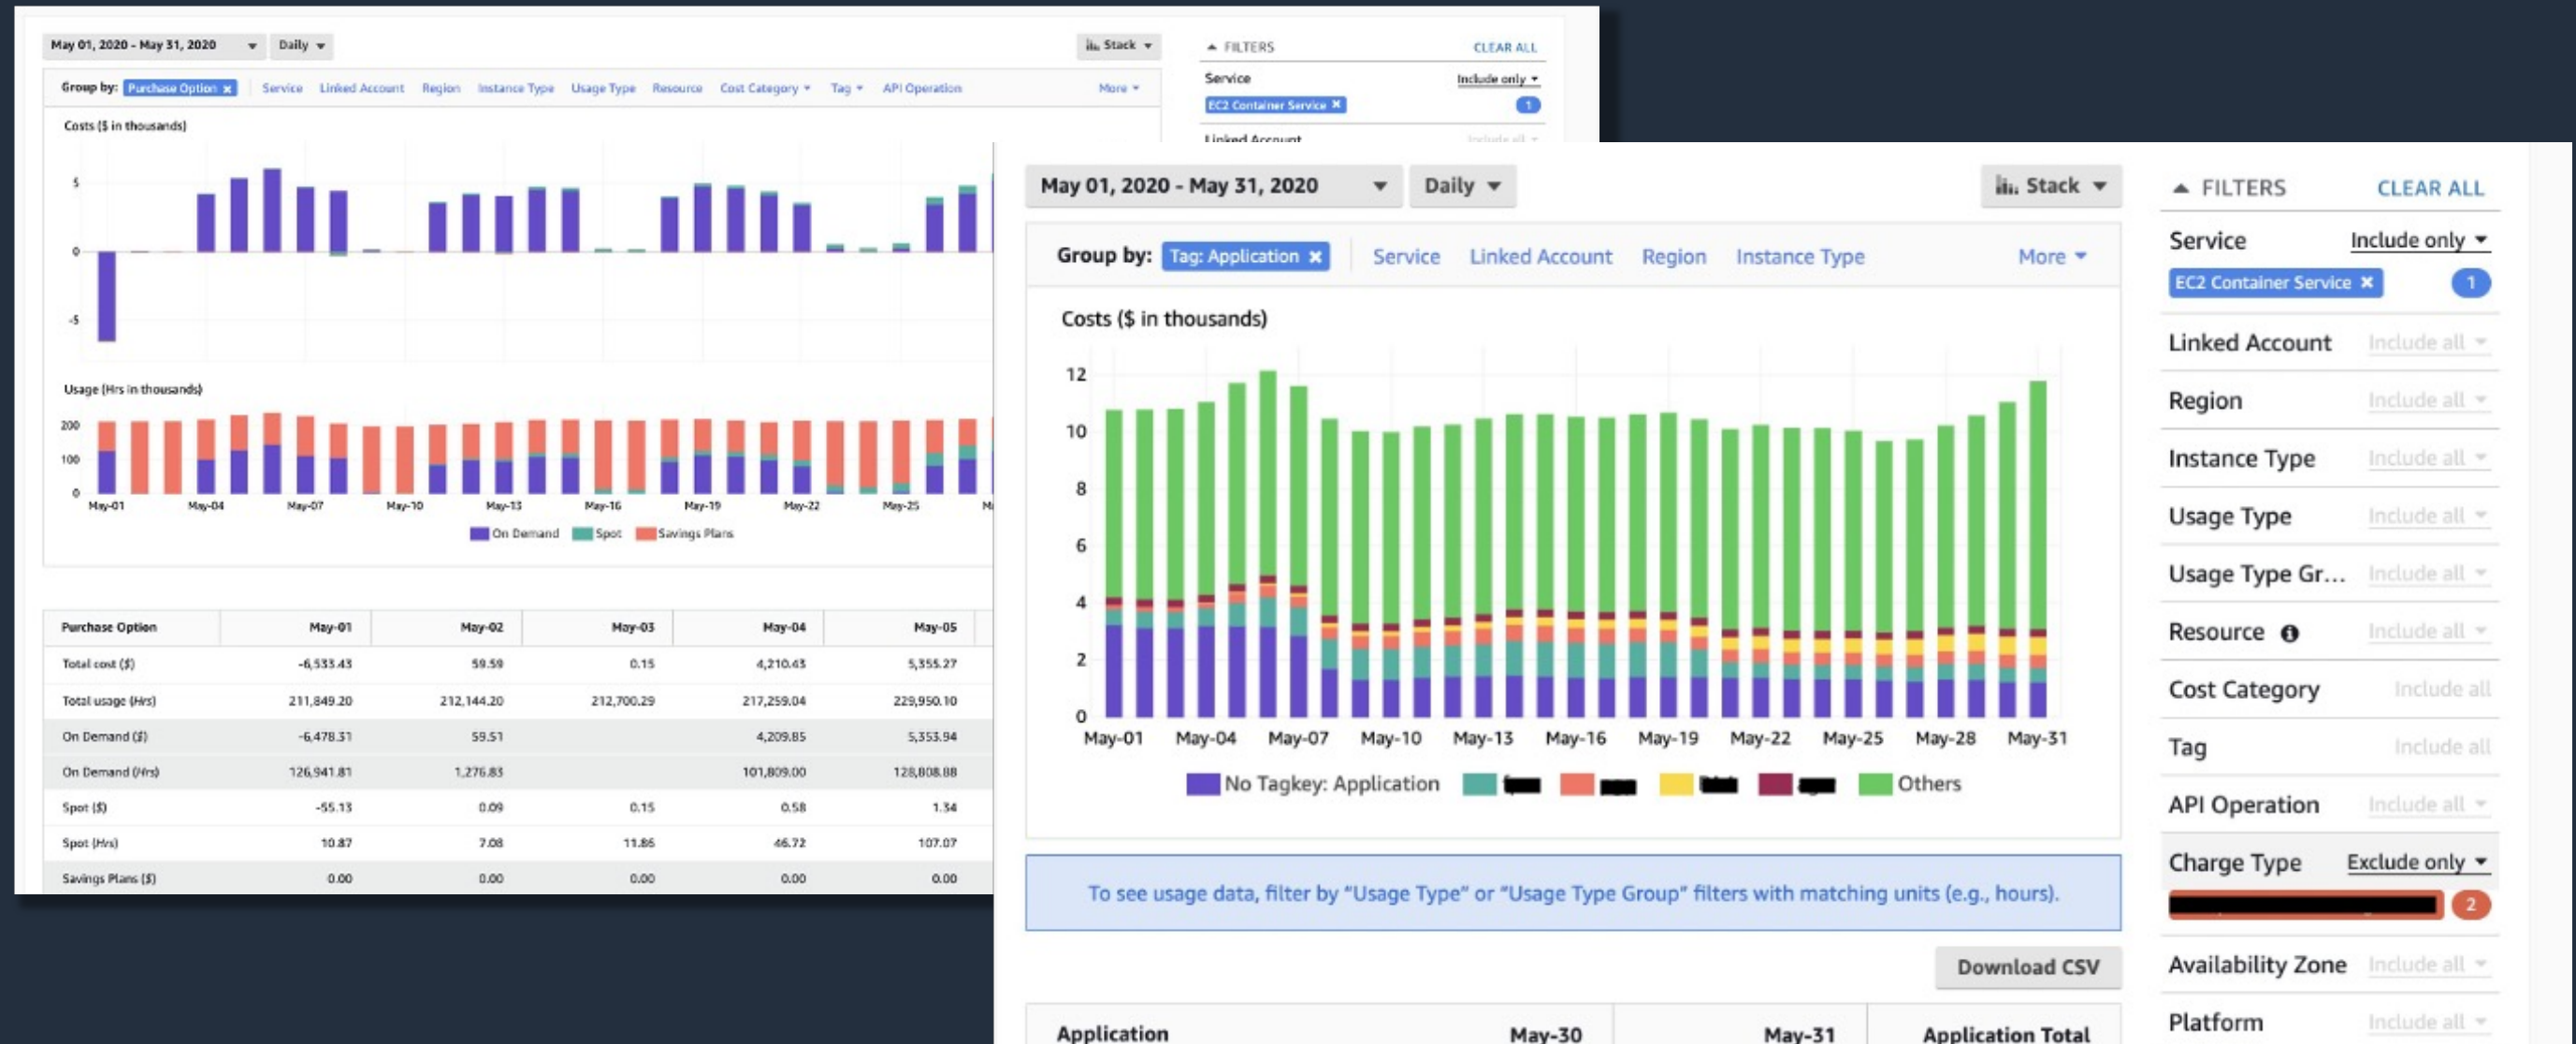 May 01, 2020 - May 31, 2020 Daily Stack
Group by: Purchase Option × Service Linked Account Region Instance Type Usage Type Resource Cost Category Tag API Operation More
Costs ($ in thousands)
5
0
-5
Usage (Hrs in thousands)
200
100
0
May-01 May-04 May-07 May-10 May-13 May-16 May-19 May-22 May-25
On Demand Spot Savings Plans
Purchase Option May-01 May-02 May-03 May-04 May-05
Total cost ($) -6,533.43 59.59 0.15 4,210.43 5,355.27
Total usage (Hrs) 211,849.20 212,144.20 212,700.29 217,259.04 229,950.10
On Demand ($) -6,478.31 59.51 4,209.85 5,353.94
On Demand (Hrs) 126,941.81 1,276.83 101,809.00 128,808.88
Spot ($) -55.13 0.09 0.15 0.58 1.34
Spot (Hrs) 10.87 7.08 11.86 46.72 107.07
Savings Plans ($) 0.00 0.00 0.00 0.00 0.00
FILTERS CLEAR ALL
Service Include only
EC2 Container Service × 1
Linked Account Include all
May 01, 2020 - May 31, 2020 Daily Stack
Group by: Tag: Application × Service Linked Account Region Instance Type More
Costs ($ in thousands)
12
10
8
6
4
2
0
May-01 May-04 May-07 May-10 May-13 May-16 May-19 May-22 May-25 May-28 May-31
No Tagkey: Application Others
To see usage data, filter by "Usage Type" or "Usage Type Group" filters with matching units (e.g., hours).
Download CSV
Application May-30 May-31 Application Total
FILTERS CLEAR ALL
Service Include only
EC2 Container Service × 1
Linked Account Include all
Region Include all
Instance Type Include all
Usage Type Include all
Usage Type Gr... Include all
Resource Include all
Cost Category Include all
Tag Include all
API Operation Include all
Charge Type Exclude only
2
Availability Zone Include all
Platform Include all